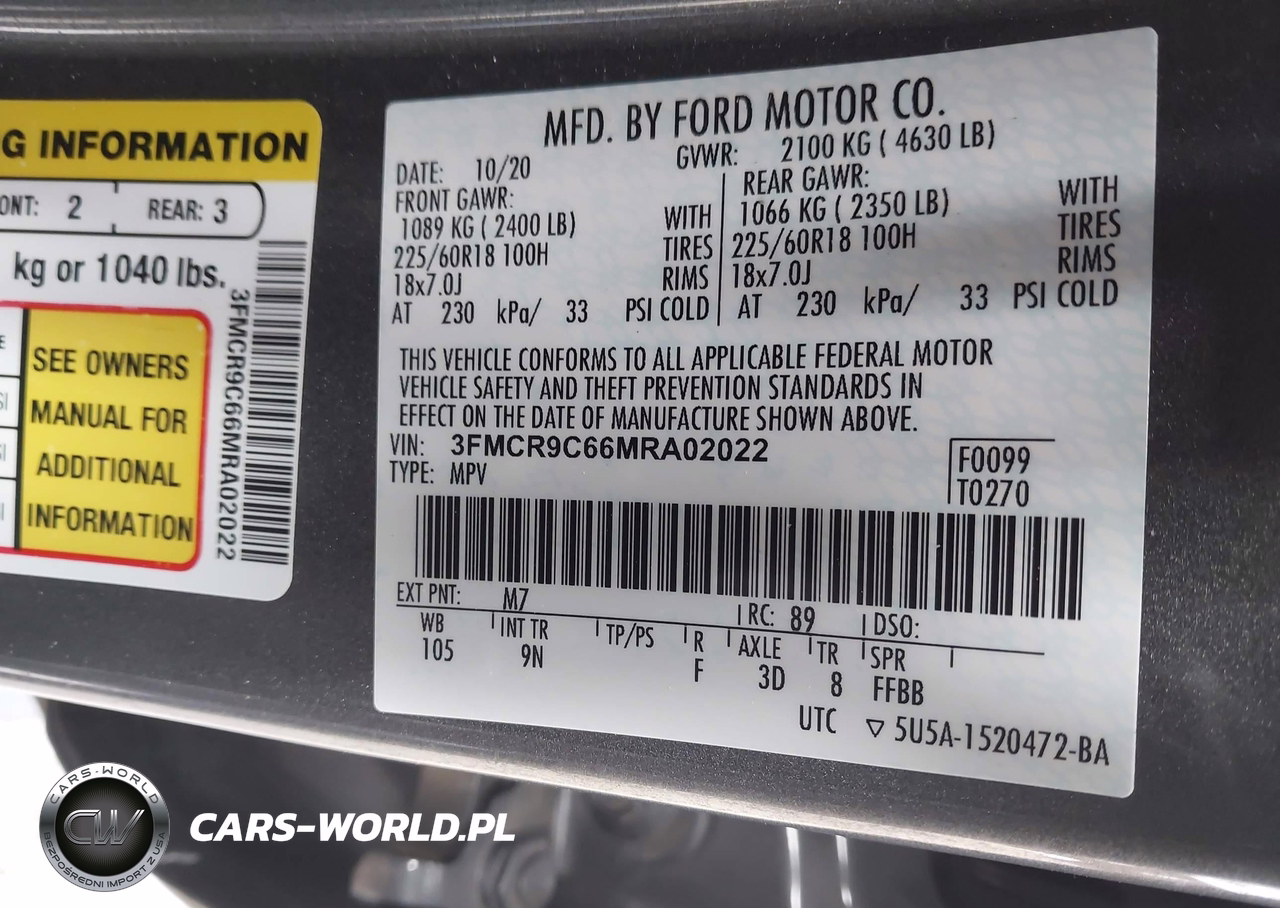 G INFORMATION
ONT: 2 REAR: 3
kg or 1040 lbs.
SEE OWNERS
MANUAL FOR
ADDITIONAL
INFORMATION
3FMCR9C66MRA02022
MFD. BY FORD MOTOR CO.
DATE: 10/20 GVWR: 2100 KG ( 4630 LB)
FRONT GAWR: REAR GAWR:
1089 KG ( 2400 LB) WITH 1066 KG ( 2350 LB) WITH
225/60R18 100H TIRES 225/60R18 100H TIRES
18x7.0J RIMS 18x7.0J RIMS
AT 230 kPa/ 33 PSI COLD AT 230 kPa/ 33 PSI COLD
THIS VEHICLE CONFORMS TO ALL APPLICABLE FEDERAL MOTOR
VEHICLE SAFETY AND THEFT PREVENTION STANDARDS IN
EFFECT ON THE DATE OF MANUFACTURE SHOWN ABOVE.
VIN: 3FMCR9C66MRA02022
TYPE: MPV
F0099
T0270
EXT PNT: M7 RC: 89 DSO:
WB INT TR TP/PS R AXLE TR SPR
105 9N F 3D 8 FFBB
UTC ▽ 5U5A-1520472-BA
CARS-WORLD
CW
BEZPOŚREDNI IMPORT Z USA
CARS-WORLD.PL